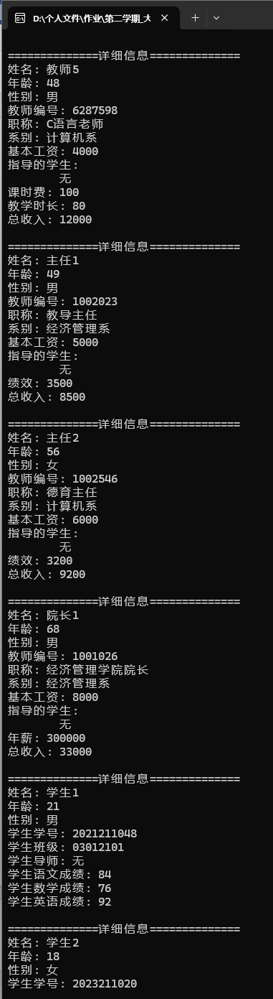 D:\个人文件\作业\第二学期_大
==============详细信息==============
姓名: 教师5
年龄: 48
性别: 男
教师编号: 6287598
职称: C语言老师
系别: 计算机系
基本工资: 4000
指导的学生:
无
课时费: 100
教学时长: 80
总收入: 12000
==============详细信息==============
姓名: 主任1
年龄: 49
性别: 男
教师编号: 1002023
职称: 教导主任
系别: 经济管理系
基本工资: 5000
指导的学生:
无
绩效: 3500
总收入: 8500
==============详细信息==============
姓名: 主任2
年龄: 56
性别: 女
教师编号: 1002546
职称: 德育主任
系别: 计算机系
基本工资: 6000
指导的学生:
无
绩效: 3200
总收入: 9200
==============详细信息==============
姓名: 院长1
年龄: 68
性别: 男
教师编号: 1001026
职称: 经济管理学院院长
系别: 经济管理系
基本工资: 8000
指导的学生:
无
年薪: 300000
总收入: 33000
==============详细信息==============
姓名: 学生1
年龄: 21
性别: 男
学生学号: 2021211048
学生班级: 03012101
学生导师: 无
学生语文成绩: 84
学生数学成绩: 76
学生英语成绩: 92
==============详细信息==============
姓名: 学生2
年龄: 18
性别: 女
学生学号: 2023211020